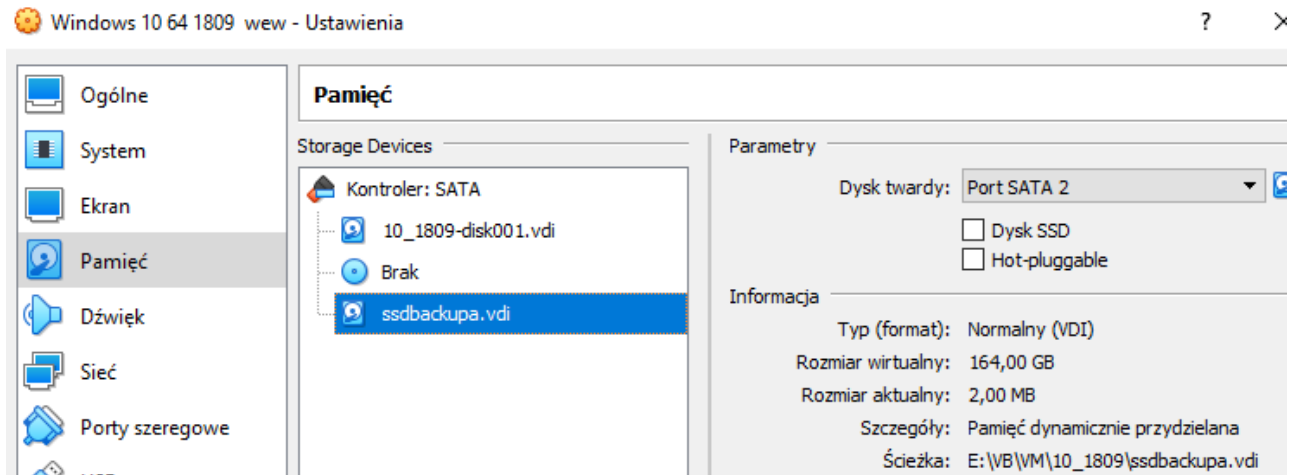 Windows 10 64 1809 wew - Ustawienia
?
Ogólne
System
Ekran
Pamięć
Dźwięk
Sieć
Porty szeregowe
Pamięć
Storage Devices
Kontroler: SATA
10_1809-disk001.vdi
Brak
ssdbackupa.vdi
Parametry
Dysk twardy: Port SATA 2
Dysk SSD
Hot-pluggable
Informacja
Typ (format): Normalny (VDI)
Rozmiar wirtualny: 164,00 GB
Rozmiar aktualny: 2,00 MB
Szczegóły: Pamięć dynamicznie przydzielana
Ścieżka: E:\VB\VM\10_1809\ssdbackupa.vdi